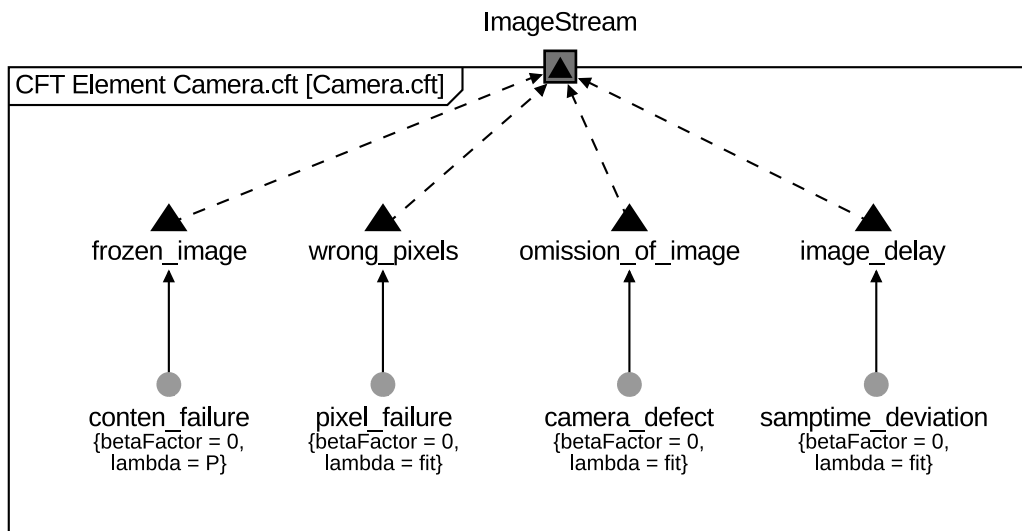 ImageStream
CFT Element Camera.cft [Camera.cft]
frozen_image
wrong_pixels
omission_of_image
image_delay
conten_failure
{betaFactor = 0,
lambda = P}
pixel_failure
{betaFactor = 0,
lambda = fit}
camera_defect
{betaFactor = 0,
lambda = fit}
samptime_deviation
{betaFactor = 0,
lambda = fit}